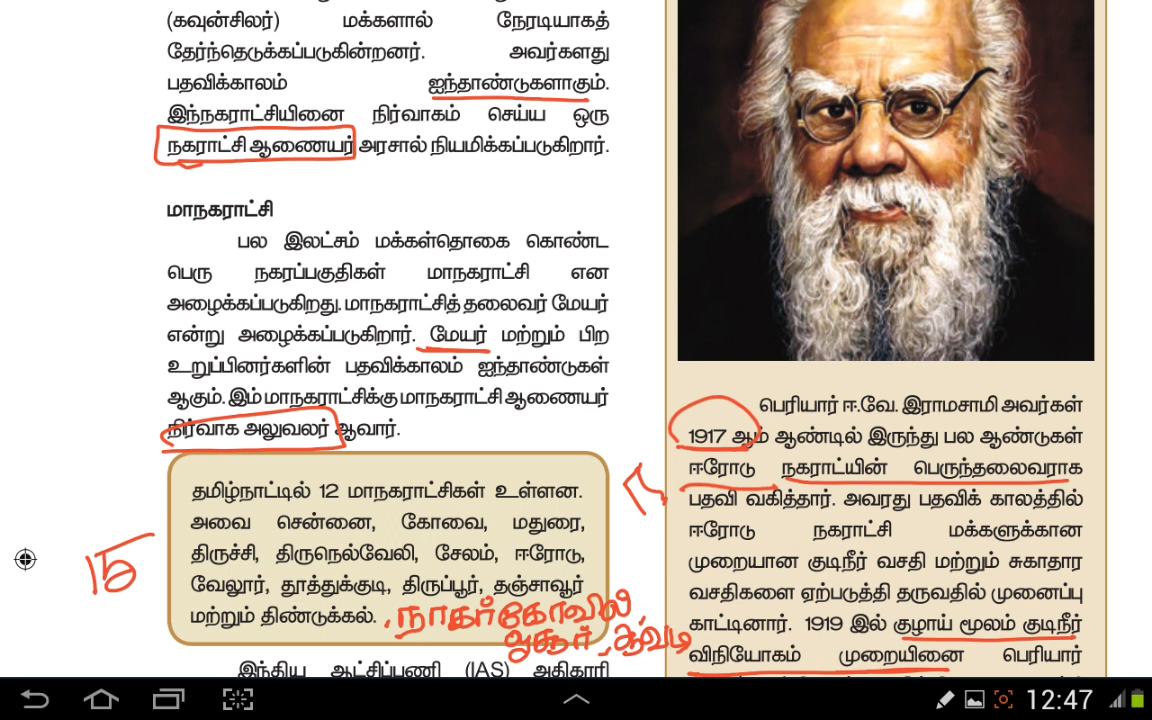 (கவுன்சிலர்) மக்களால் நேரடியாகத்
தேர்ந்தெடுக்கப்படுகின்றனர். அவர்களது
பதவிக்காலம் ஐந்தாண்டுகளாகும்.
இந்நகராட்சியினை நிர்வாகம் செய்ய ஒரு
நகராட்சி ஆணையர் அரசால் நியமிக்கப்படுகிறார்.
மாநகராட்சி
பல இலட்சம் மக்கள்தொகை கொண்ட
பெரு நகரப்பகுதிகள் மாநகராட்சி என
அழைக்கப்படுகிறது. மாநகராட்சித் தலைவர் மேயர்
என்று அழைக்கப்படுகிறார். மேயர் மற்றும் பிற
உறுப்பினர்களின் பதவிக்காலம் ஐந்தாண்டுகள்
ஆகும். இம் மாநகராட்சிக்கு மாநகராட்சி ஆணையர்
நிர்வாக அலுவலர் ஆவார்.
தமிழ்நாட்டில் 12 மாநகராட்சிகள் உள்ளன.
அவை சென்னை, கோவை, மதுரை,
திருச்சி, திருநெல்வேலி, சேலம், ஈரோடு,
வேலூர், தூத்துக்குடி, திருப்பூர், தஞ்சாவூர்
மற்றும் திண்டுக்கல். நாகர்கோவில்,
ஆவடி
15
இந்திய ஆட்சிப்பணி (IAS) அதிகாரி
பெரியார் ஈ.வே. இராமசாமி அவர்கள்
1917 ஆம் ஆண்டில் இருந்து பல ஆண்டுகள்
ஈரோடு நகராட்யின் பெருந்தலைவராக
பதவி வகித்தார். அவரது பதவிக் காலத்தில்
ஈரோடு நகராட்சி மக்களுக்கான
முறையான குடிநீர் வசதி மற்றும் சுகாதார
வசதிகளை ஏற்படுத்தி தருவதில் முனைப்பு
காட்டினார். 1919 இல் குழாய் மூலம் குடிநீர்
விநியோகம் முறையினை பெரியார்
12:47